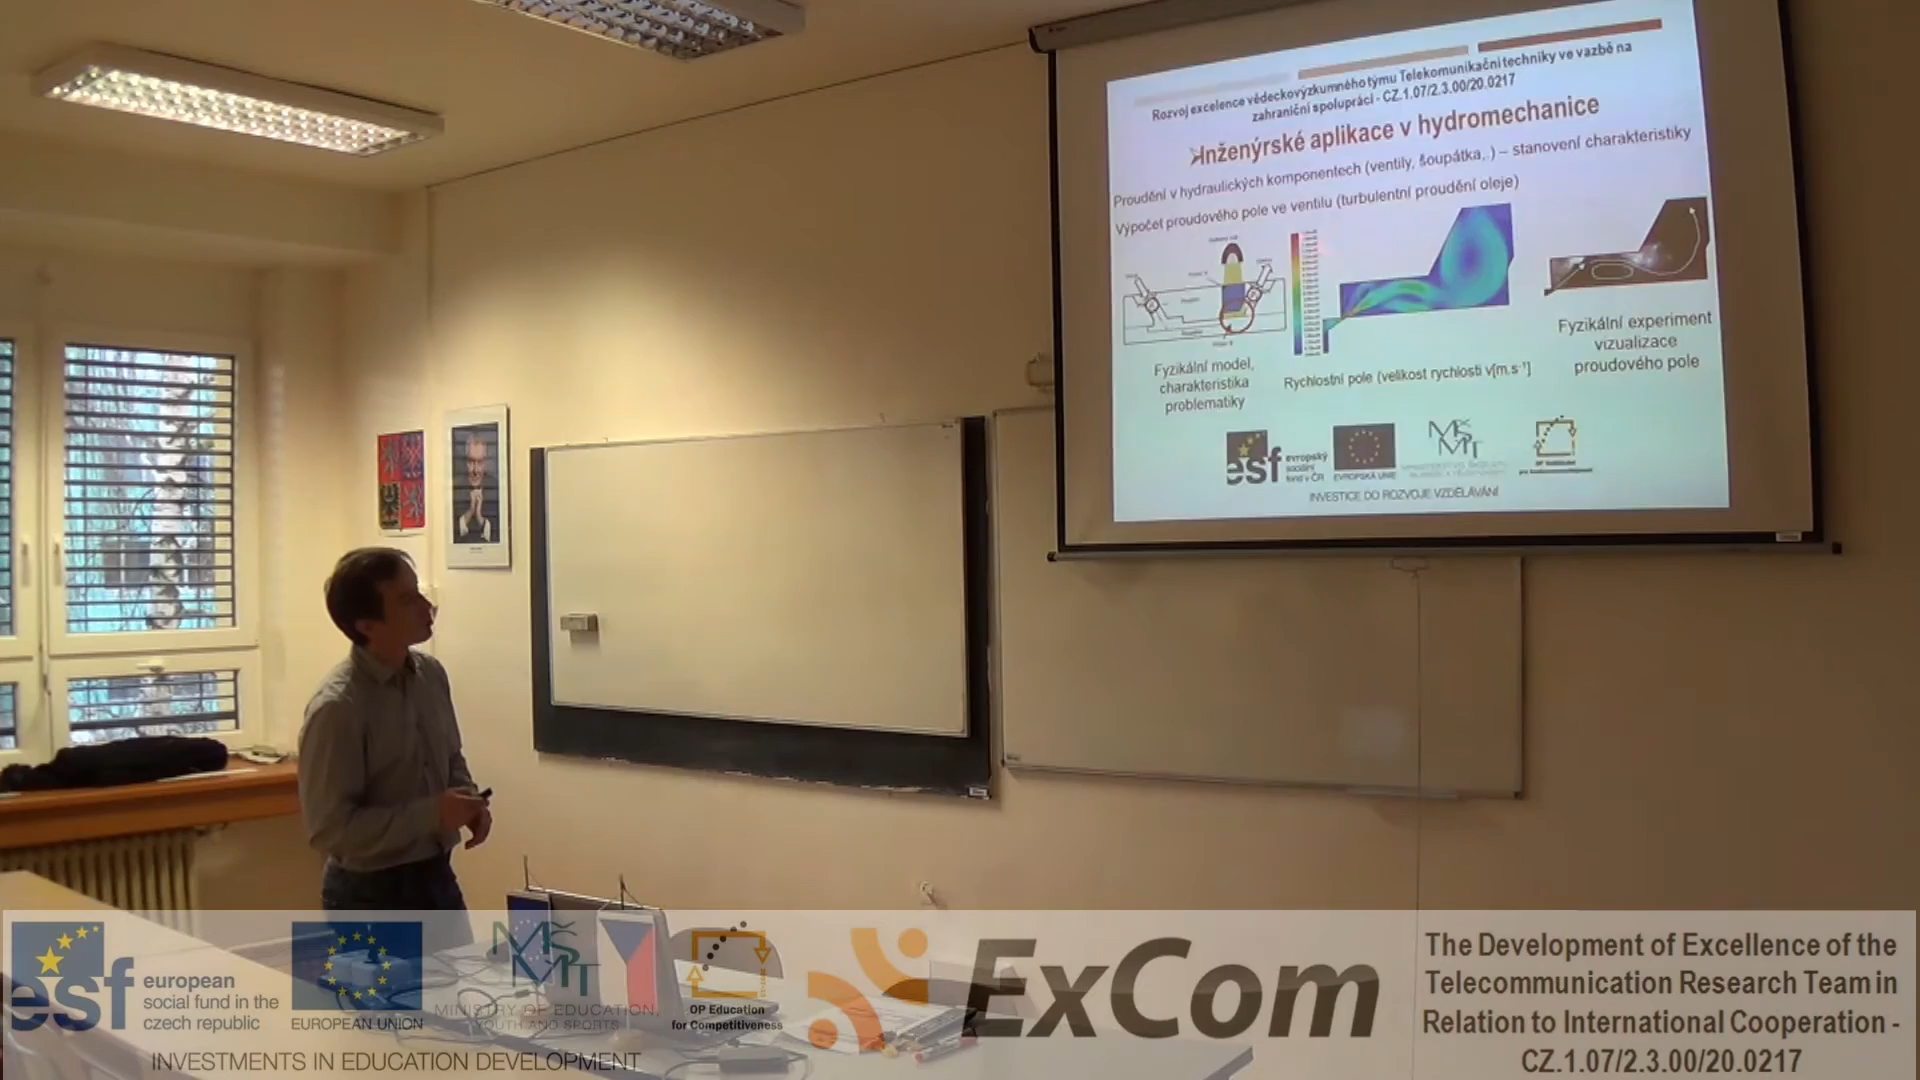 Rozvoj excelence vědeckovýzkumného týmu Telekomunikační techniky ve vazbě na
zahraniční spolupráci - CZ.1.07/2.3.00/20.0217
Inženýrské aplikace v hydromechanice
Proudění v hydraulických komponentech (ventily, šoupátka, ) – stanovení charakteristiky
Výpočet proudového pole ve ventilu (turbulentní proudění oleje)
Fyzikální model,
charakteristika
problematiky
Rychlostní pole (velikost rychlosti v[m.s⁻¹]
Fyzikální experiment
vizualizace
proudového pole
esf
evropský
sociální
fond v ČR
EVROPSKÁ UNIE
MŠMT
INVESTICE DO ROZVOJE VZDĚLÁVÁNÍ
esf
european
social fund in the
czech republic
EUROPEAN UNION
MŠMT
MINISTRY OF EDUCATION,
YOUTH AND SPORTS
OP Education
for Competitiveness
INVESTMENTS IN EDUCATION DEVELOPMENT
ExCom
The Development of Excellence of the
Telecommunication Research Team in
Relation to International Cooperation -
CZ.1.07/2.3.00/20.0217